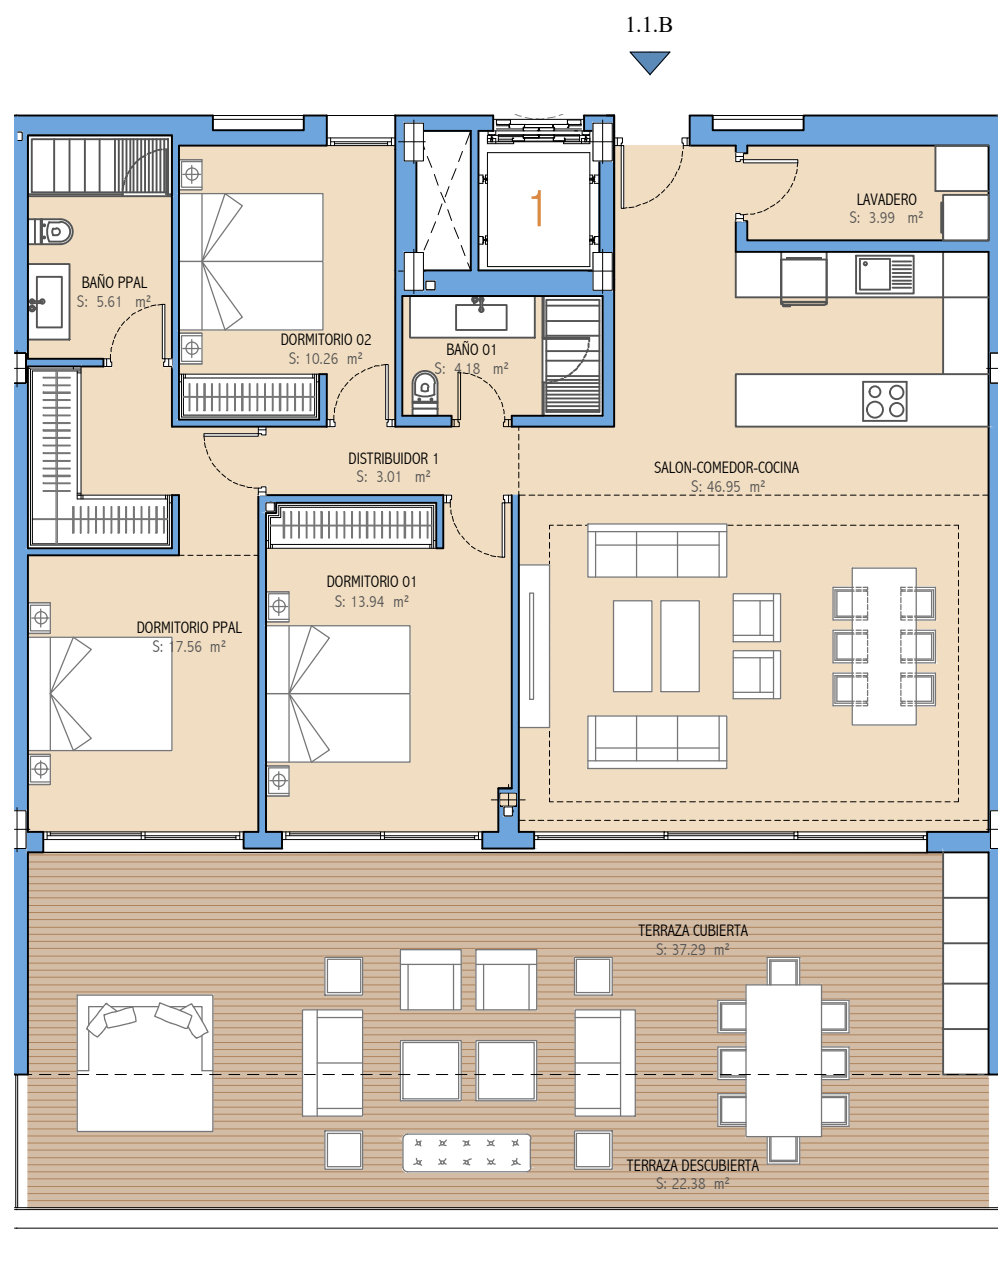 1.1.B
1
LAVADERO
S: 3.99 m²
BAÑO PPAL
S: 5.61 m²
DORMITORIO 02
S: 10.26 m²
BAÑO 01
S: 4.18 m²
DISTRIBUIDOR 1
S: 3.01 m²
SALON-COMEDOR-COCINA
S: 46.95 m²
DORMITORIO 01
S: 13.94 m²
DORMITORIO PPAL
S: 17.56 m²
TERRAZA CUBIERTA
S: 37.29 m²
TERRAZA DESCUBIERTA
S: 22.38 m²